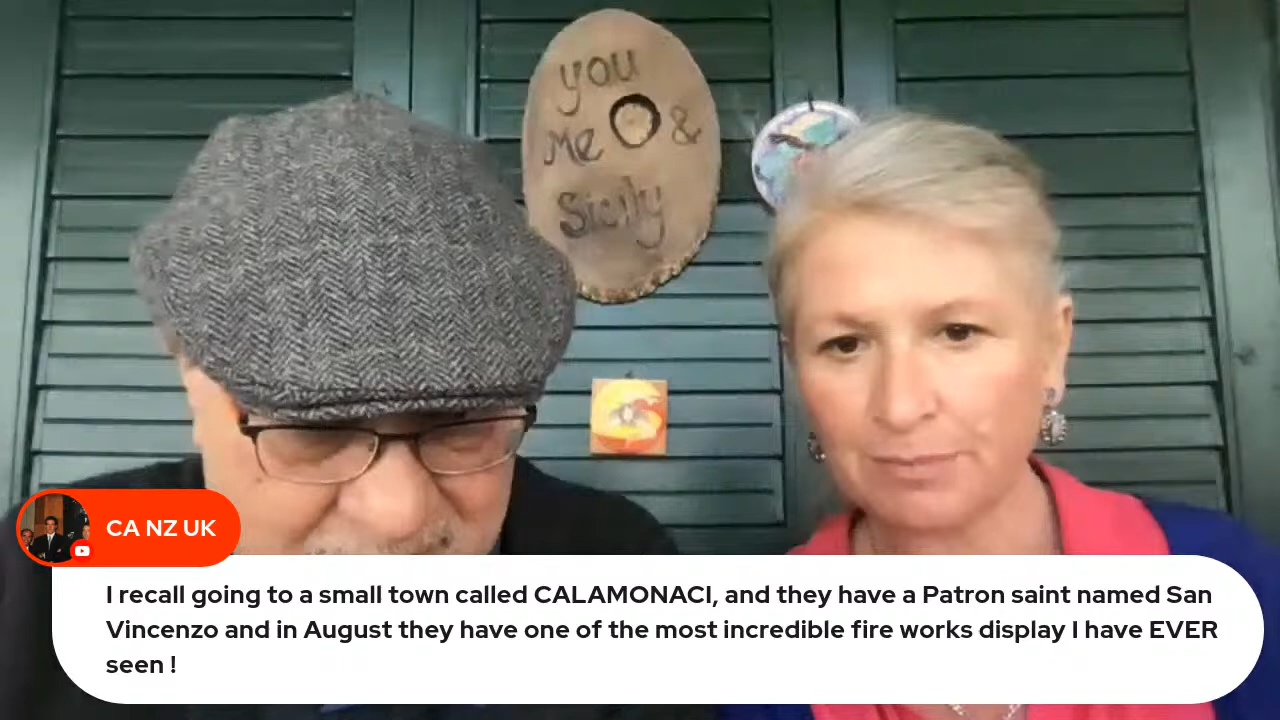 you
me &
Sicily
CA NZ UK
I recall going to a small town called CALAMONACI, and they have a Patron saint named San
Vincenzo and in August they have one of the most incredible fire works display I have EVER
seen !